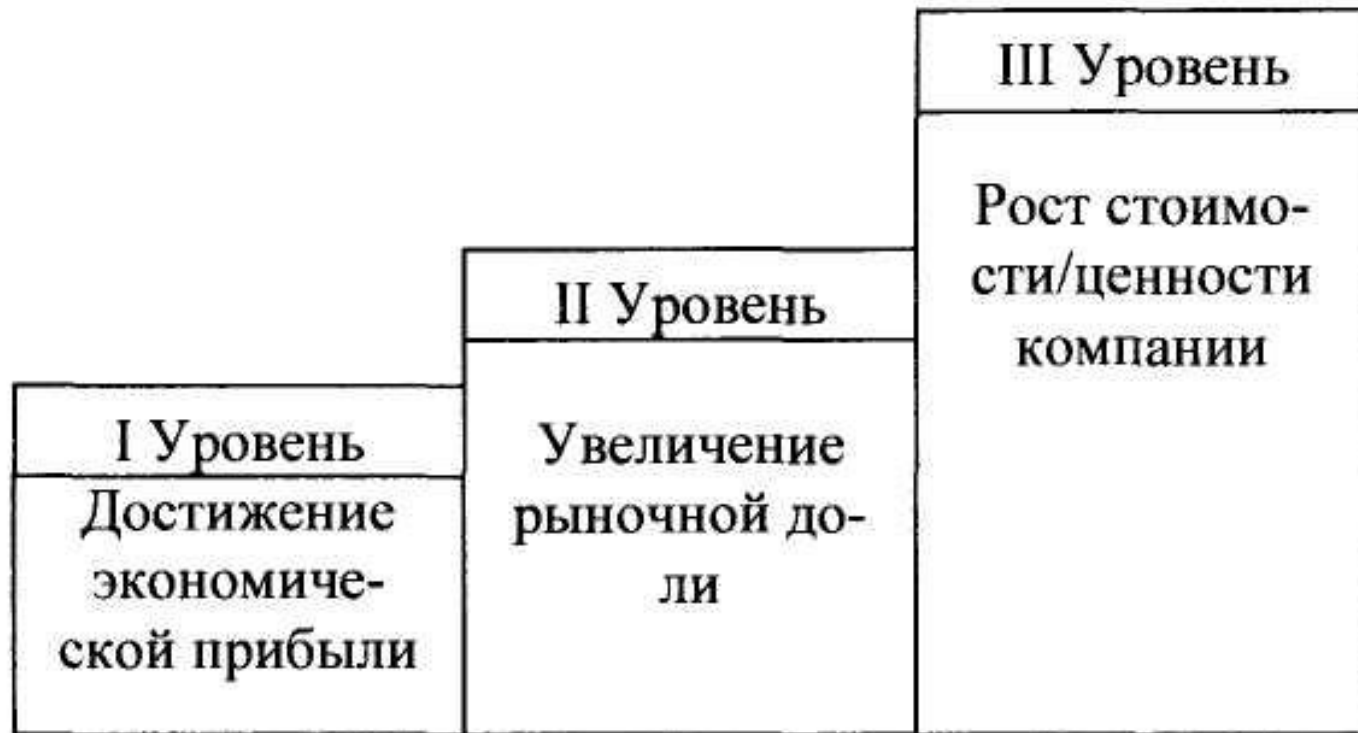 I Уровень
Достижение
экономиче-
ской прибыли
II Уровень
Увеличение
рыночной до-
ли
III Уровень
Рост стоимо-
сти/ценности
компании